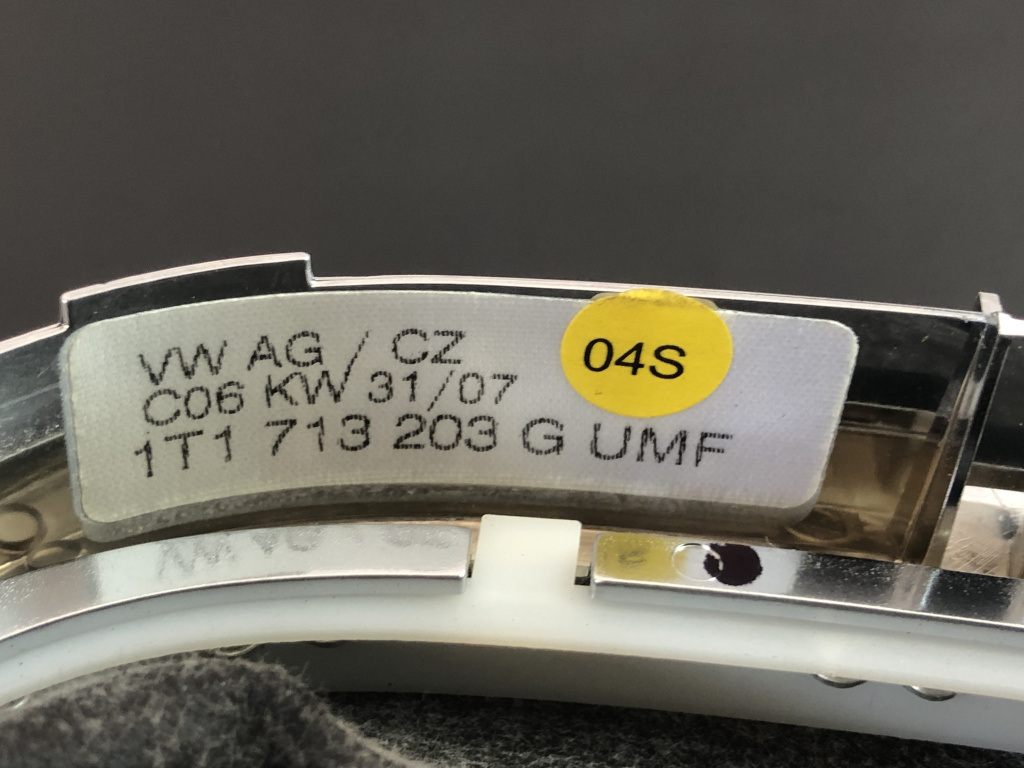 VW AG / CZ
04S
C06 KW 31/07
1T1 713 203 G UMF